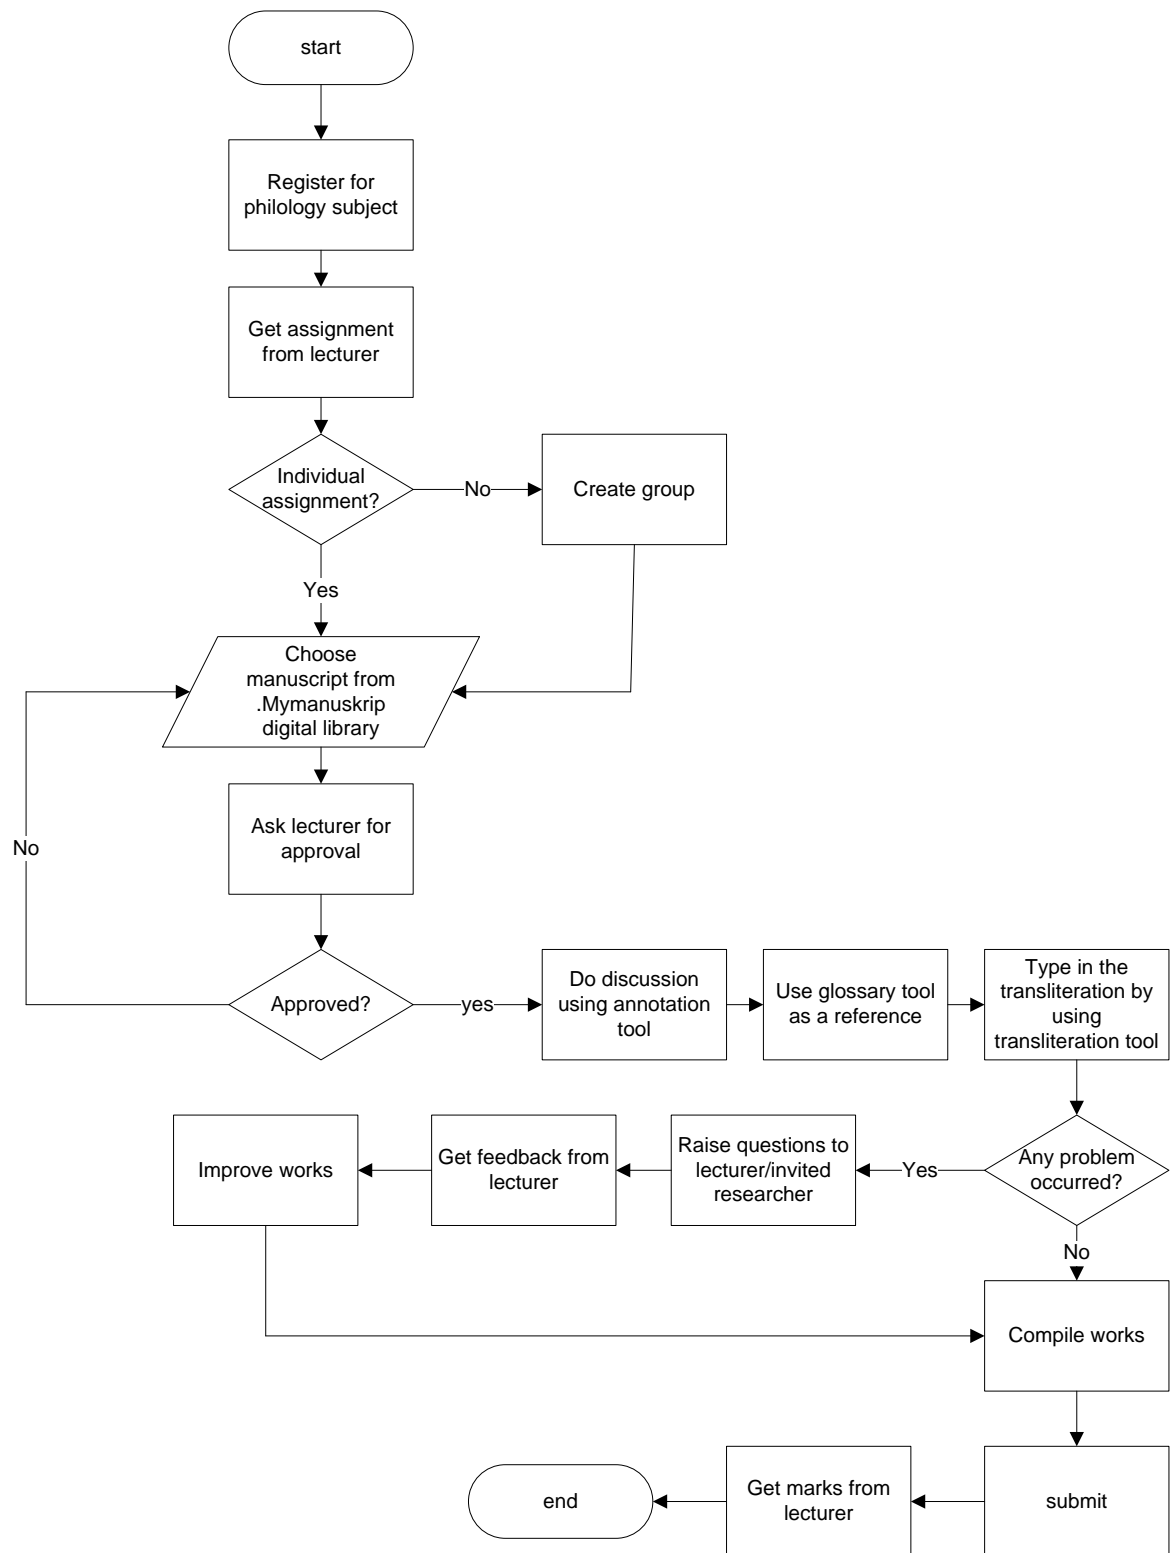 start
Register for
philology subject
Get assignment
from lecturer
Individual
assignment?
No
Create group
Yes
Choose
manuscript from
.Mymanuskrip
digital library
Ask lecturer for
approval
No
Approved?
yes
Do discussion
using annotation
tool
Use glossary tool
as a reference
Type in the
transliteration by
using
transliteration tool
Any problem
occurred?
Yes
Raise questions to
lecturer/invited
researcher
Get feedback from
lecturer
Improve works
No
Compile works
submit
Get marks from
lecturer
end